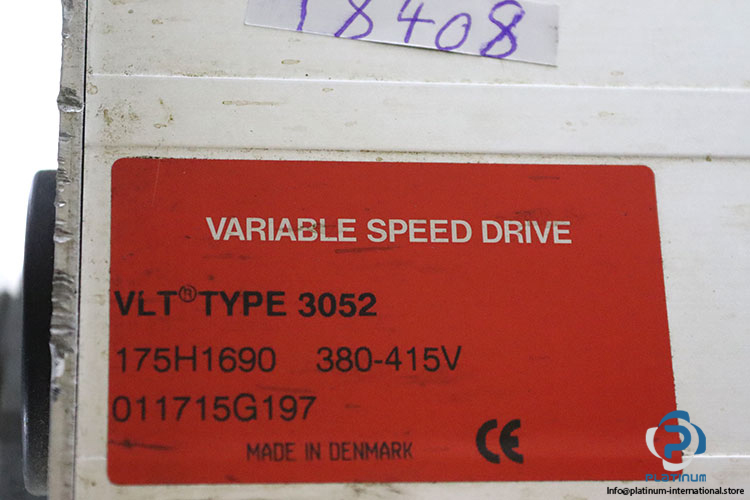 18408
VARIABLE SPEED DRIVE
VLT® TYPE 3052
175H1690 380-415V
011715G197
MADE IN DENMARK CE
PLATINUM
Info@platinum-international.store